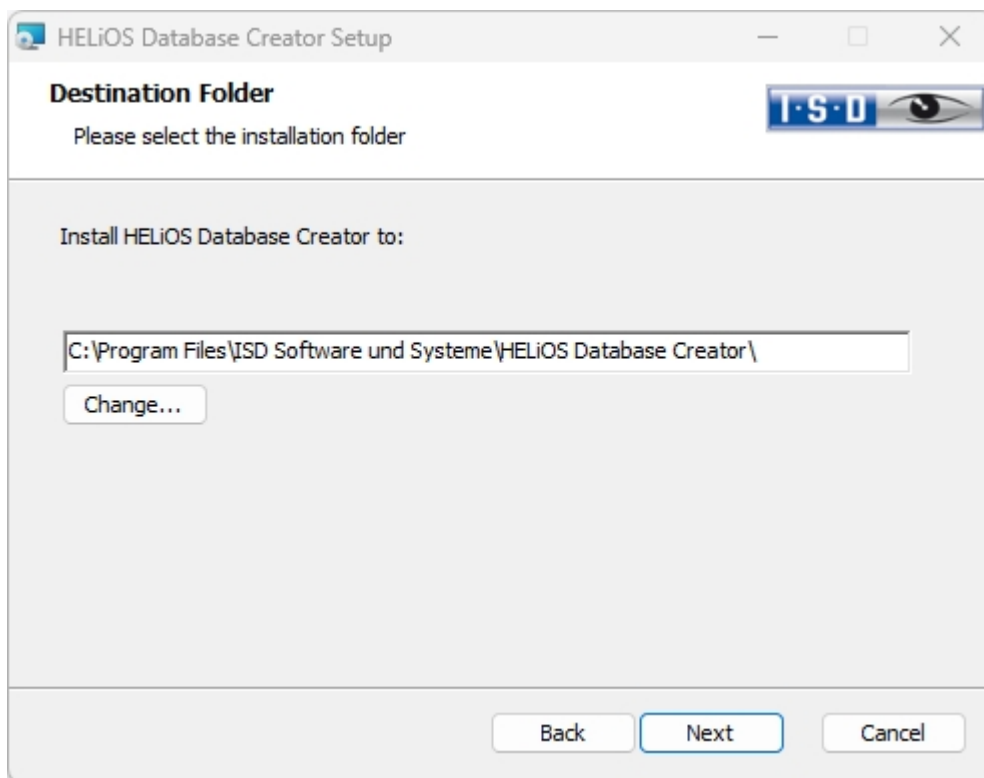 HELiOS Database Creator Setup
Destination Folder
Please select the installation folder
I·S·D
Install HELiOS Database Creator to:
C:\Program Files\ISD Software und Systeme\HELiOS Database Creator\
Change...
Back
Next
Cancel